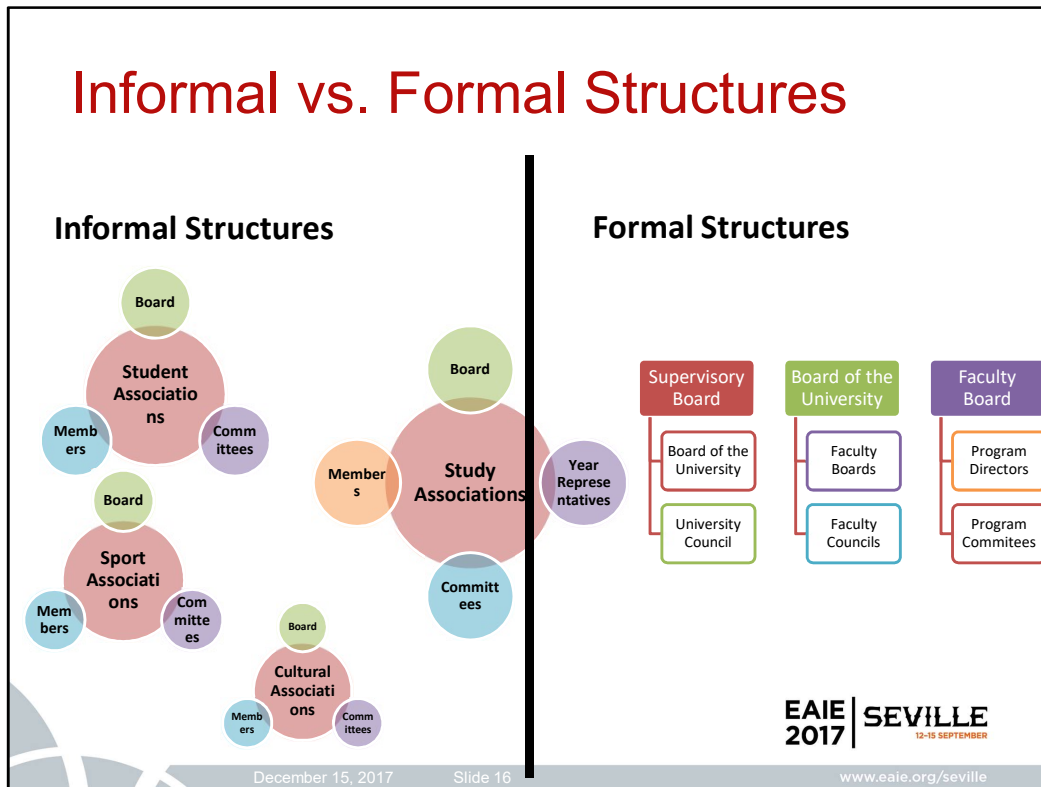 Informal vs. Formal Structures
Informal Structures
Board
Student
Associatio
ns
Memb
ers
Comm
ittees
Board
Sport
Associati
ons
Mem
bers
Com
mitte
es
Board
Cultural
Associati
ons
Memb
ers
Comm
ittees
Board
Study
Associations
Member
s
Year
Represe
ntatives
Committ
ees
Formal Structures
Supervisory
Board
Board of the
University
University
Council
Board of the
University
Faculty
Boards
Faculty
Councils
Faculty
Board
Program
Directors
Program
Commitees
EAIE
2017
SEVILLE
12-15 SEPTEMBER
December 15, 2017
Slide 16
www.eaie.org/seville